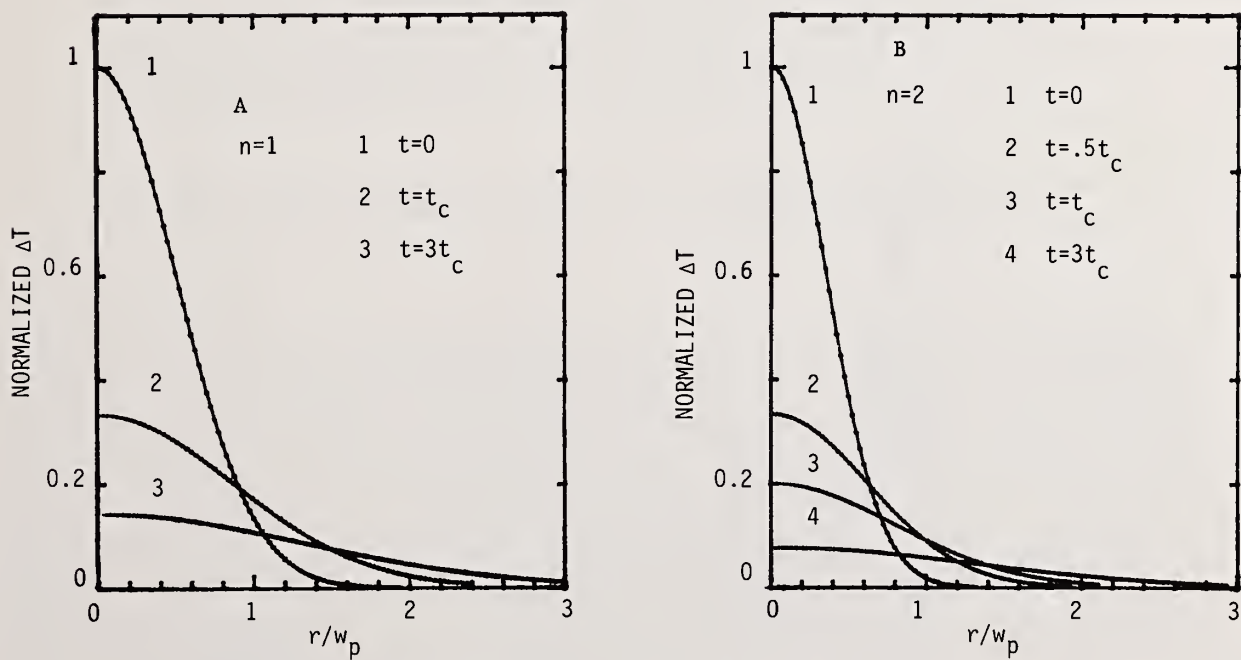 A
n=1
1 t=0
2 t=t_c
3 t=3t_c
1
2
3
NORMALIZED ΔT
1
0.6
0.2
0
0 1 2 3
r/w_p
B
n=2
1 t=0
2 t=.5t_c
3 t=t_c
4 t=3t_c
1
2
3
4
NORMALIZED ΔT
1
0.6
0.2
0
0 1 2 3
r/w_p